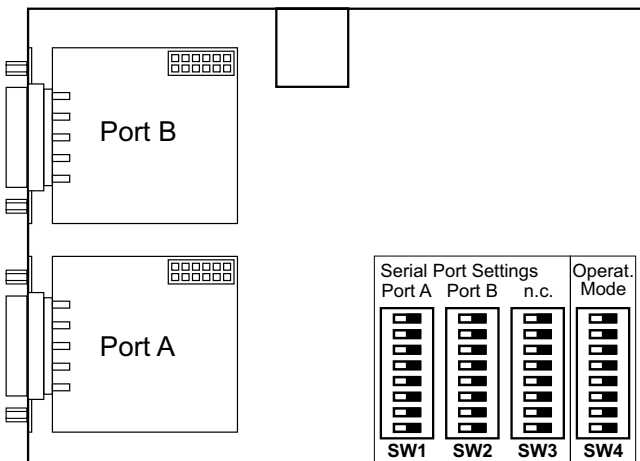 Port B
Port A
Serial Port Settings
Operat.
Mode
Port A
Port B
n.c.
SW1
SW2
SW3
SW4